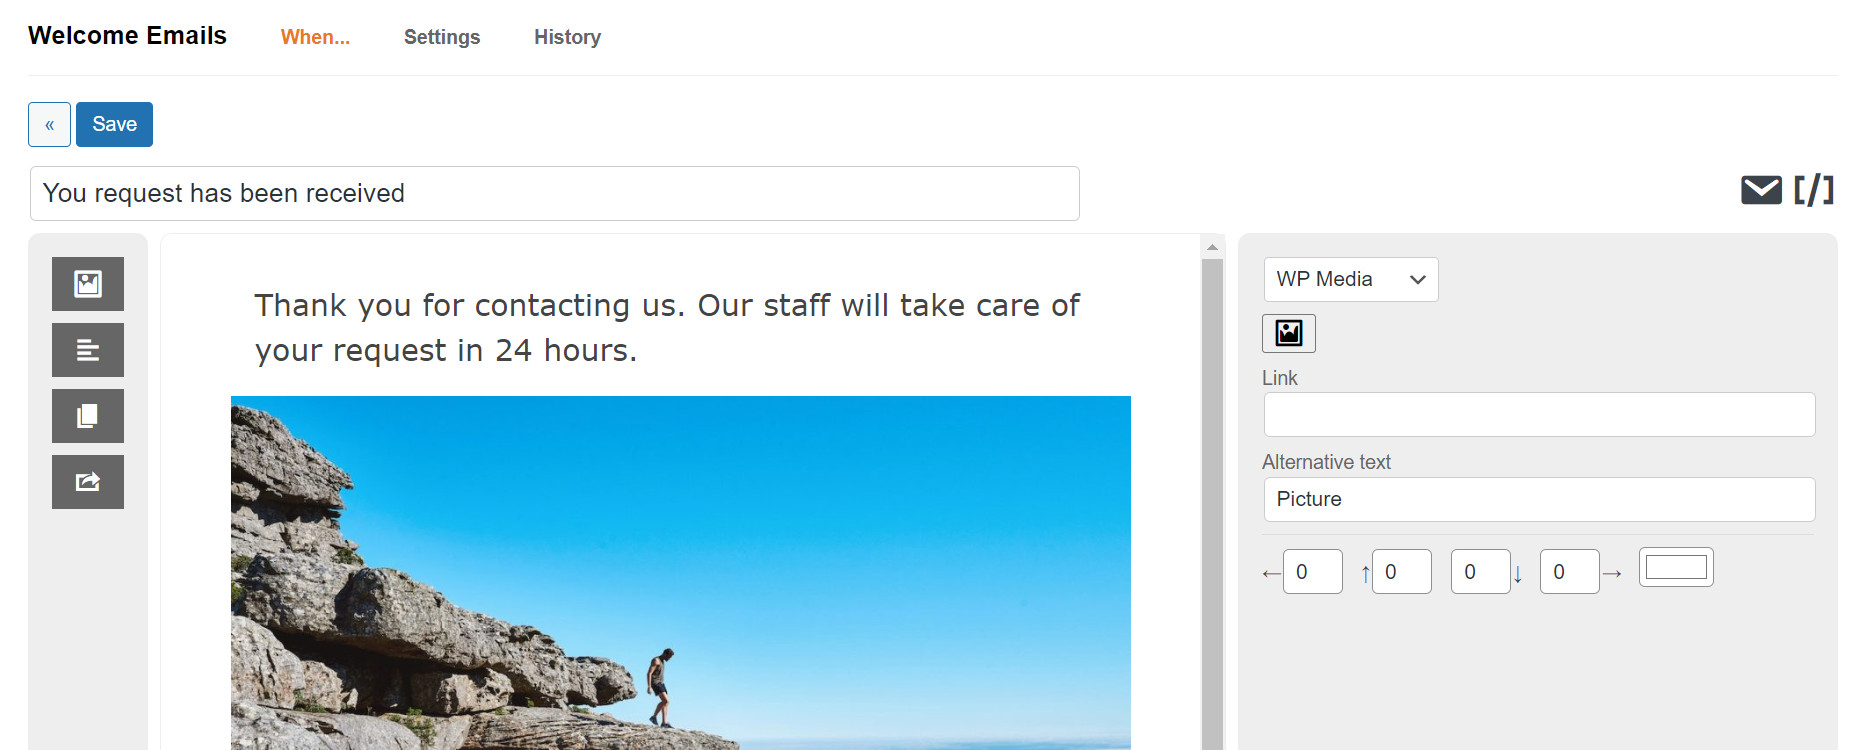 Welcome Emails When... Settings History
« Save
You request has been received
[/]
Thank you for contacting us. Our staff will take care of
your request in 24 hours.
WP Media
Link
Alternative text
Picture
← 0 ↑ 0 0 ↓ 0 →